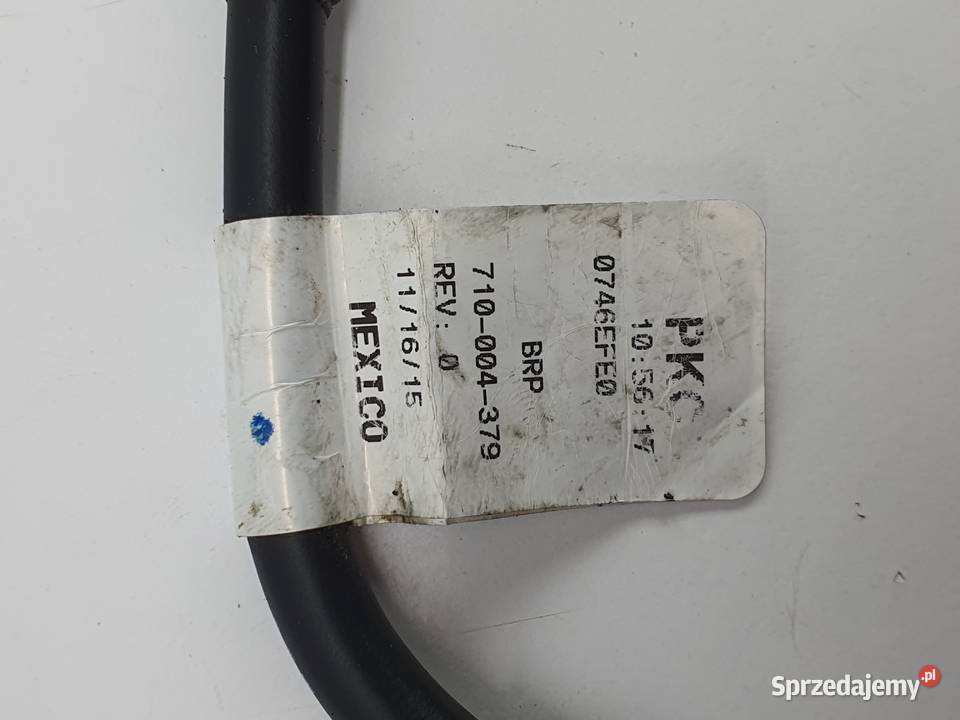 PKC
10:56:17
0746EFE0
BRP
710-004-379
REV: 0
11/16/15
MEXICO
Sprzedajemy.pl